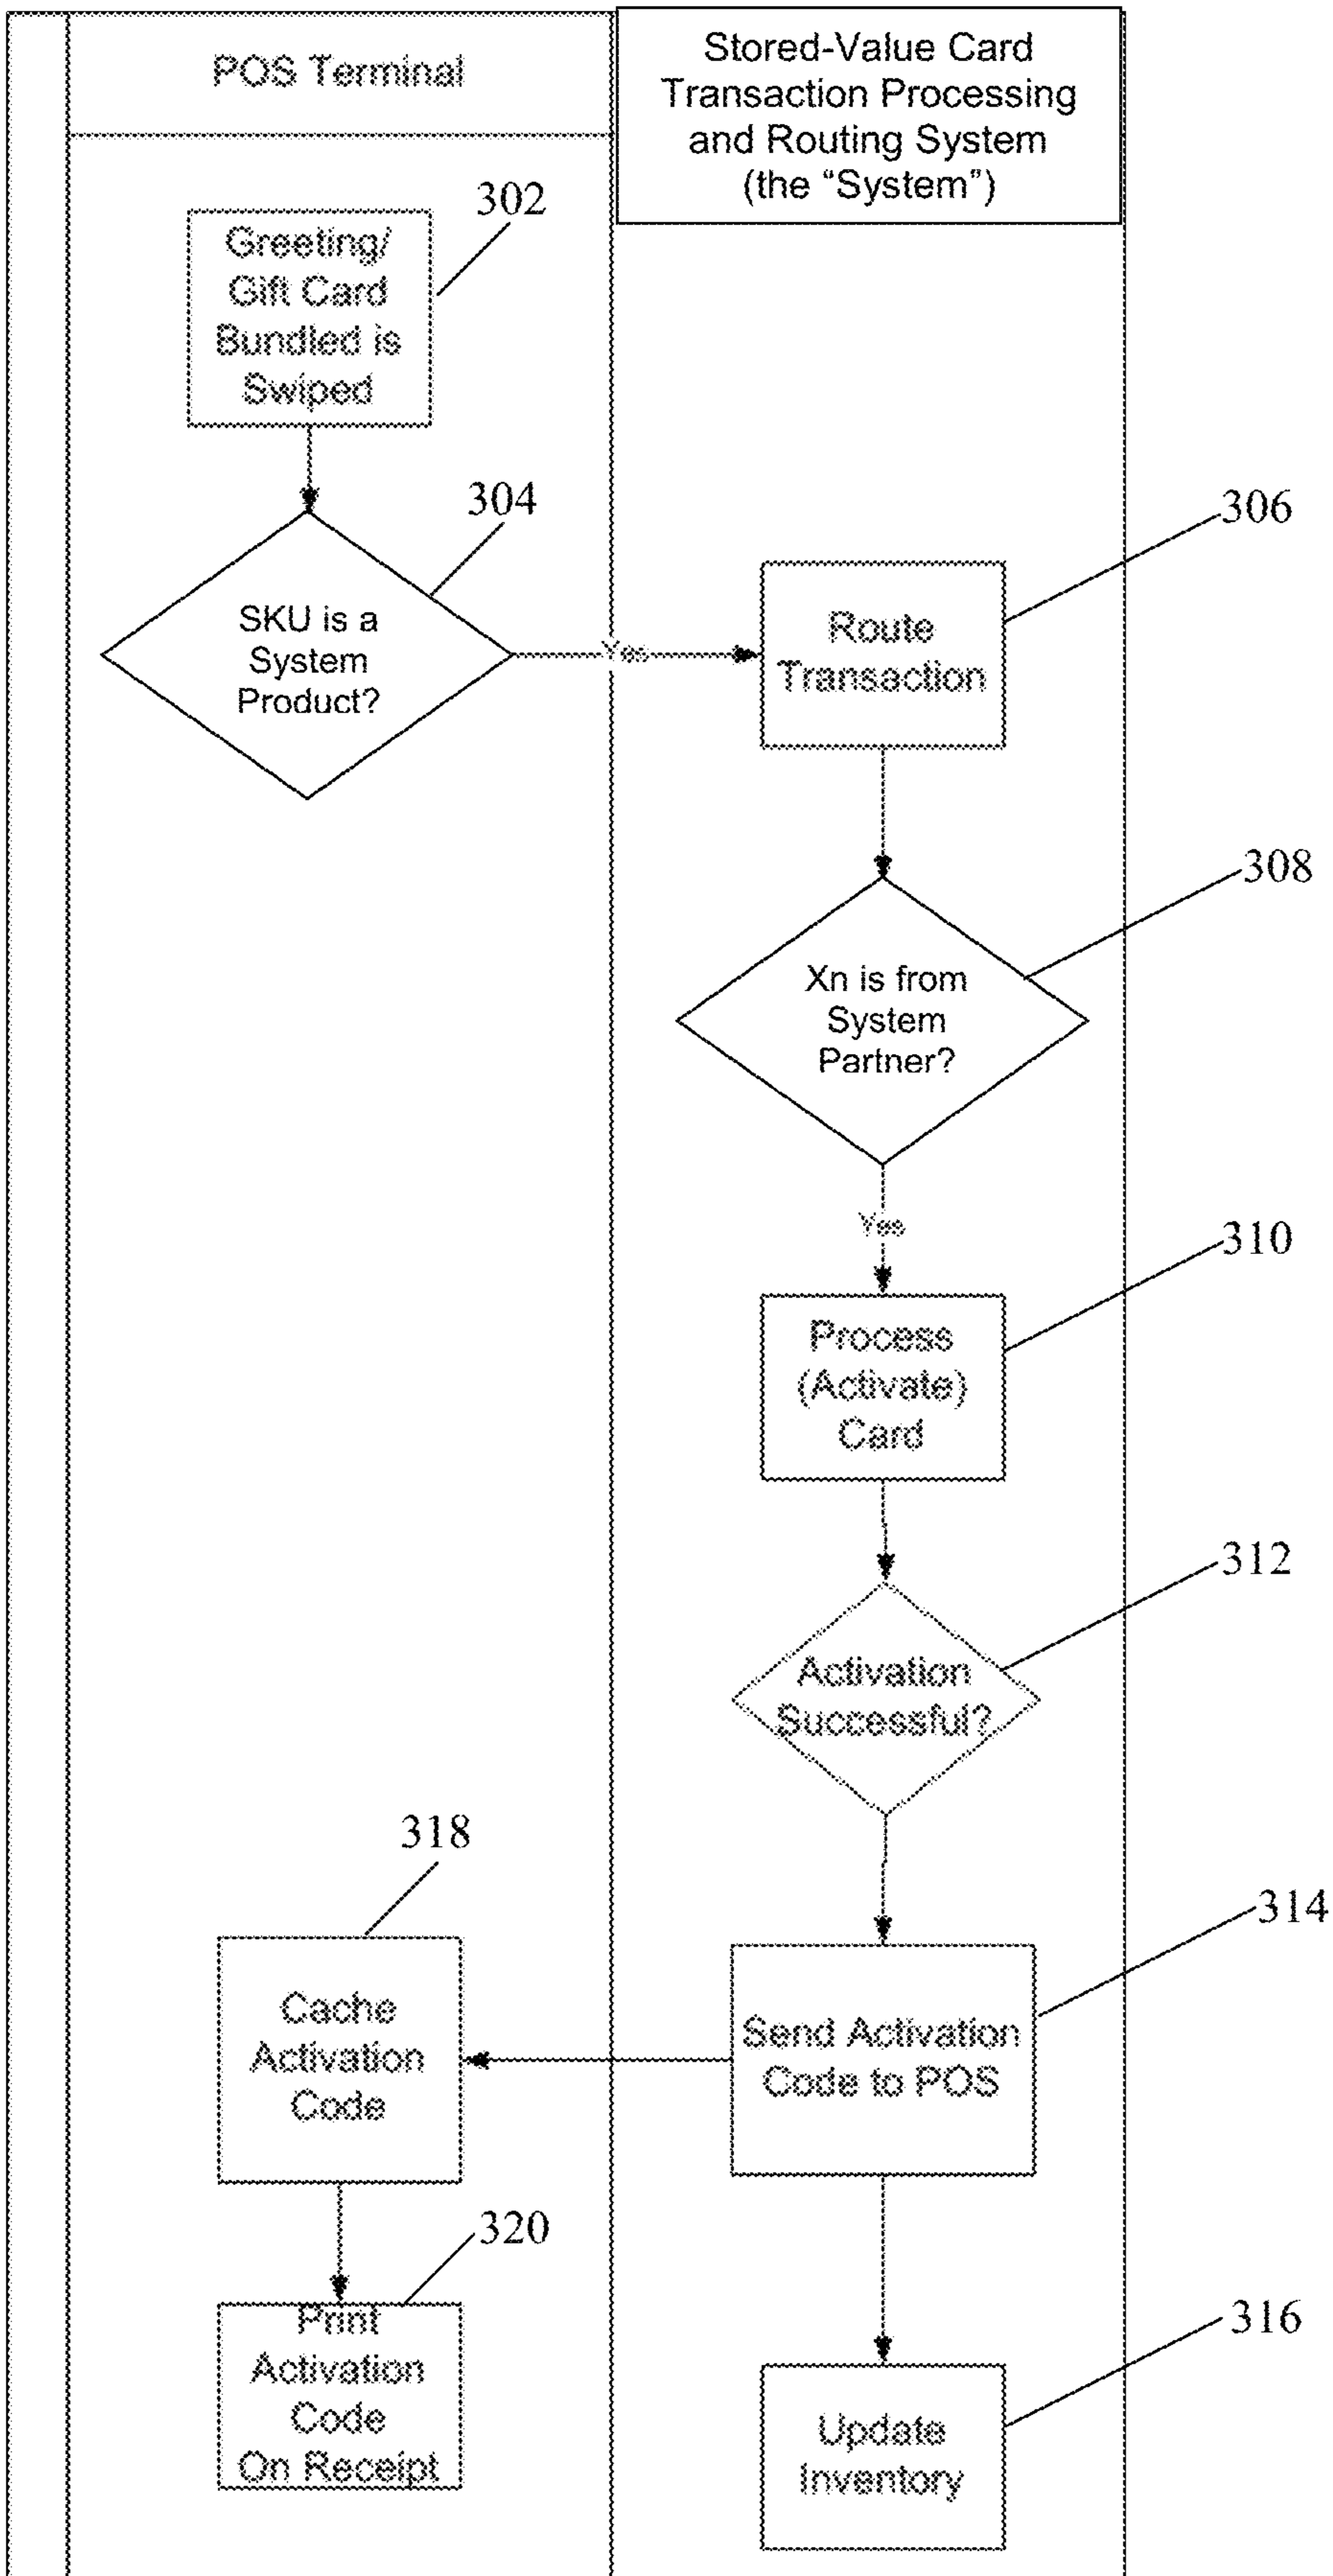 POS Terminal
Stored-Value Card
Transaction Processing
and Routing System
(the “System”)
302
Greeting/
Gift Card
Bundled is
Swiped
304
SKU is a
System
Product?
Yes
306
Route
Transaction
308
Xn is from
System
Partner?
Yes
310
Process
(Activate)
Card
312
Activation
Successful?
314
Send Activation
Code to POS
318
Cache
Activation
Code
320
Print
Activation
Code
On Receipt
316
Update
Inventory